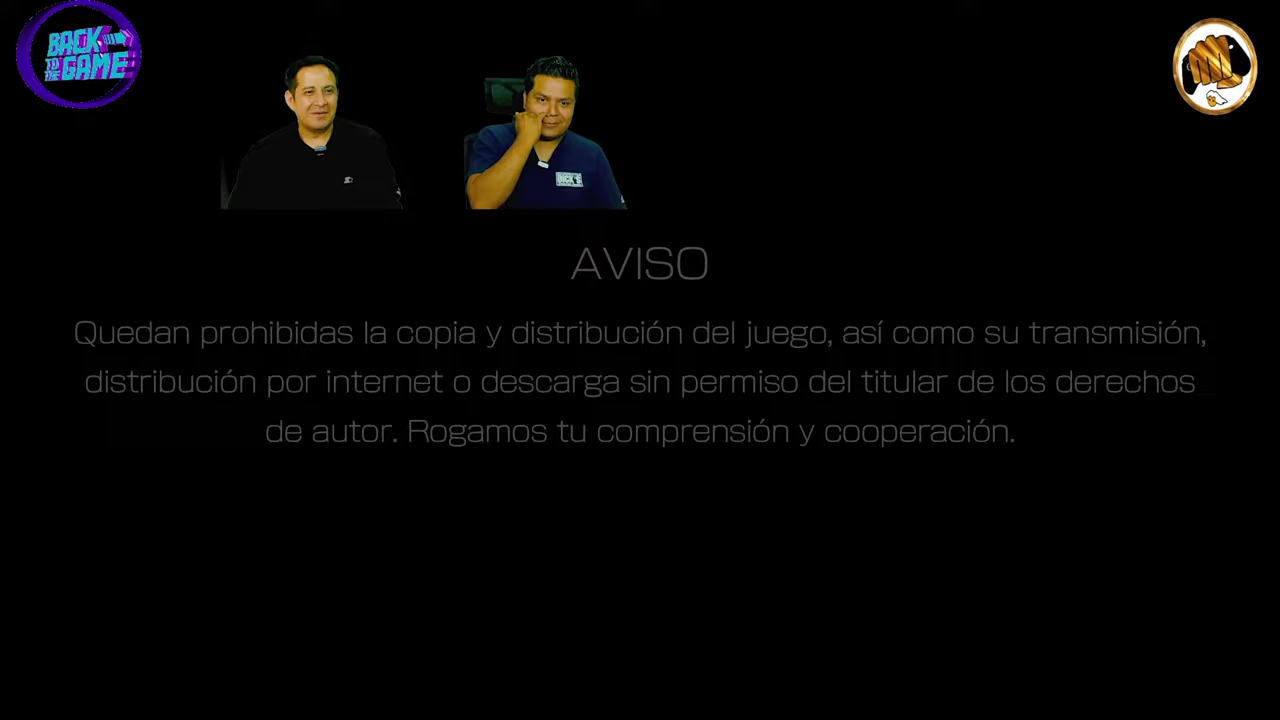 BACK
TO THE
GAME
DICK'S
AVISO
Quedan prohibidas la copia y distribución del juego, así como su transmisión,
distribución por internet o descarga sin permiso del titular de los derechos
de autor. Rogamos tu comprensión y cooperación.